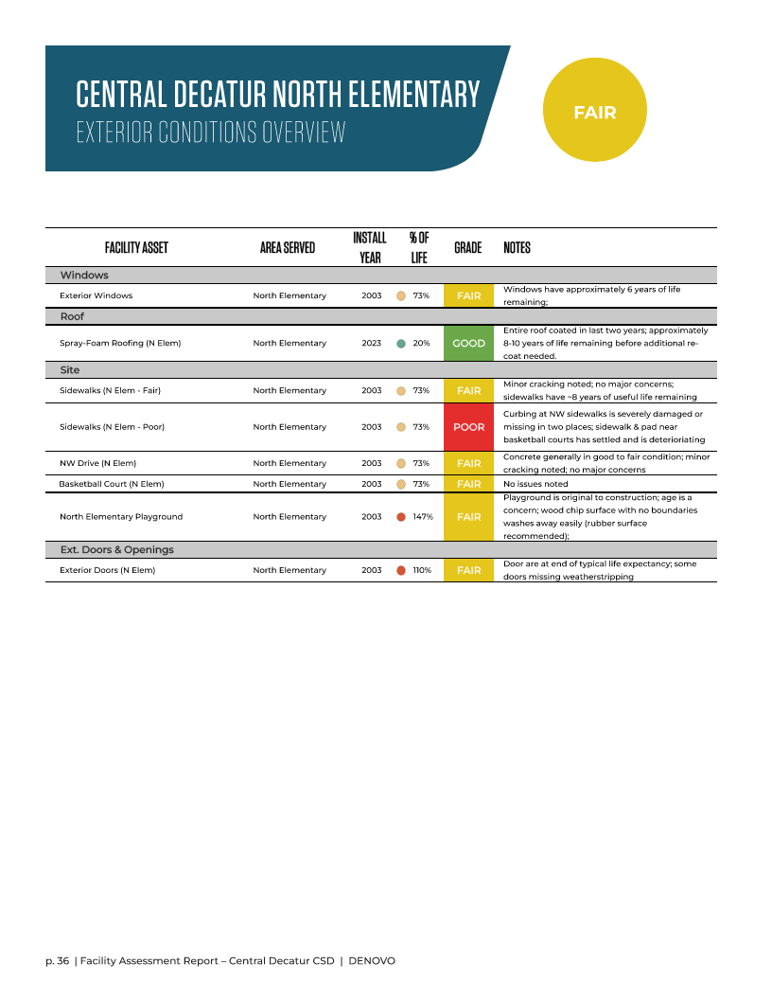 CENTRAL DECATUR NORTH ELEMENTARY
EXTERIOR CONDITIONS OVERVIEW
FAIR
FACILITY ASSET AREA SERVED INSTALL YEAR % OF LIFE GRADE NOTES
Windows
Exterior Windows North Elementary 2003 73% FAIR Windows have approximately 6 years of life
remaining;
Roof
Spray-Foam Roofing (N Elem) North Elementary 2023 20% GOOD Entire roof coated in last two years; approximately
8-10 years of life remaining before additional re-
coat needed.
Site
Sidewalks (N Elem - Fair) North Elementary 2003 73% FAIR Minor cracking noted; no major concerns;
sidewalks have ~8 years of useful life remaining
Sidewalks (N Elem - Poor) North Elementary 2003 73% POOR Curbing at NW sidewalks is severely damaged or
missing in two places; sidewalk & pad near
basketball courts has settled and is deterioriating
NW Drive (N Elem) North Elementary 2003 73% FAIR Concrete generally in good to fair condition; minor
cracking noted; no major concerns
Basketball Court (N Elem) North Elementary 2003 73% FAIR No issues noted
North Elementary Playground North Elementary 2003 147% FAIR Playground is original to construction; age is a
concern; wood chip surface with no boundaries
washes away easily (rubber surface
recommended);
Ext. Doors & Openings
Exterior Doors (N Elem) North Elementary 2003 110% FAIR Door are at end of typical life expectancy; some
doors missing weatherstripping
p. 36 | Facility Assessment Report – Central Decatur CSD | DENOVO